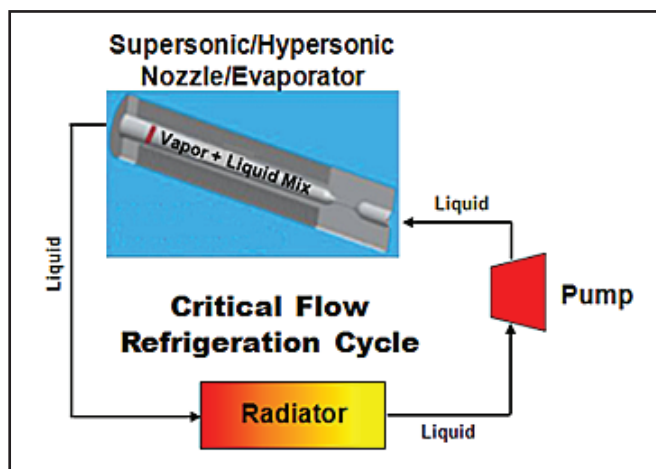 Supersonic/Hypersonic
Nozzle/Evaporator
Vapor + Liquid Mix
Liquid
Liquid
Pump
Critical Flow
Refrigeration Cycle
Radiator
Liquid